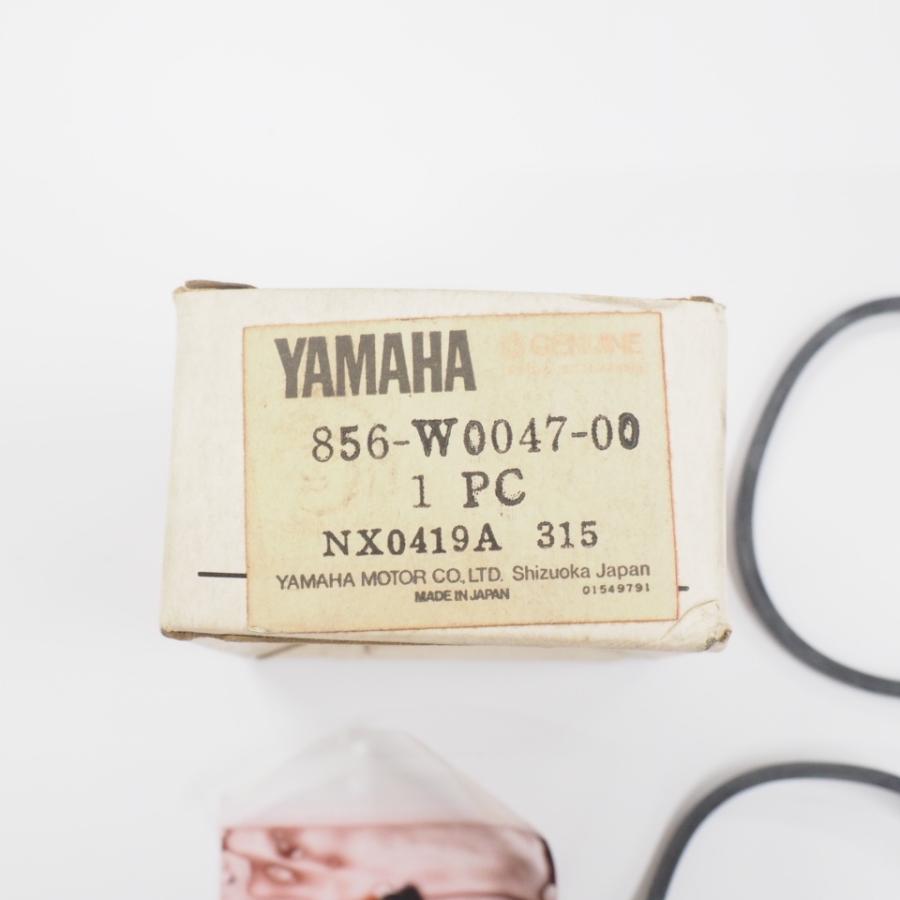 YAMAHA
GENUINE
856-W0047-00
1 PC
NX0419A 315
YAMAHA MOTOR CO., LTD. Shizuoka Japan
MADE IN JAPAN
01549791